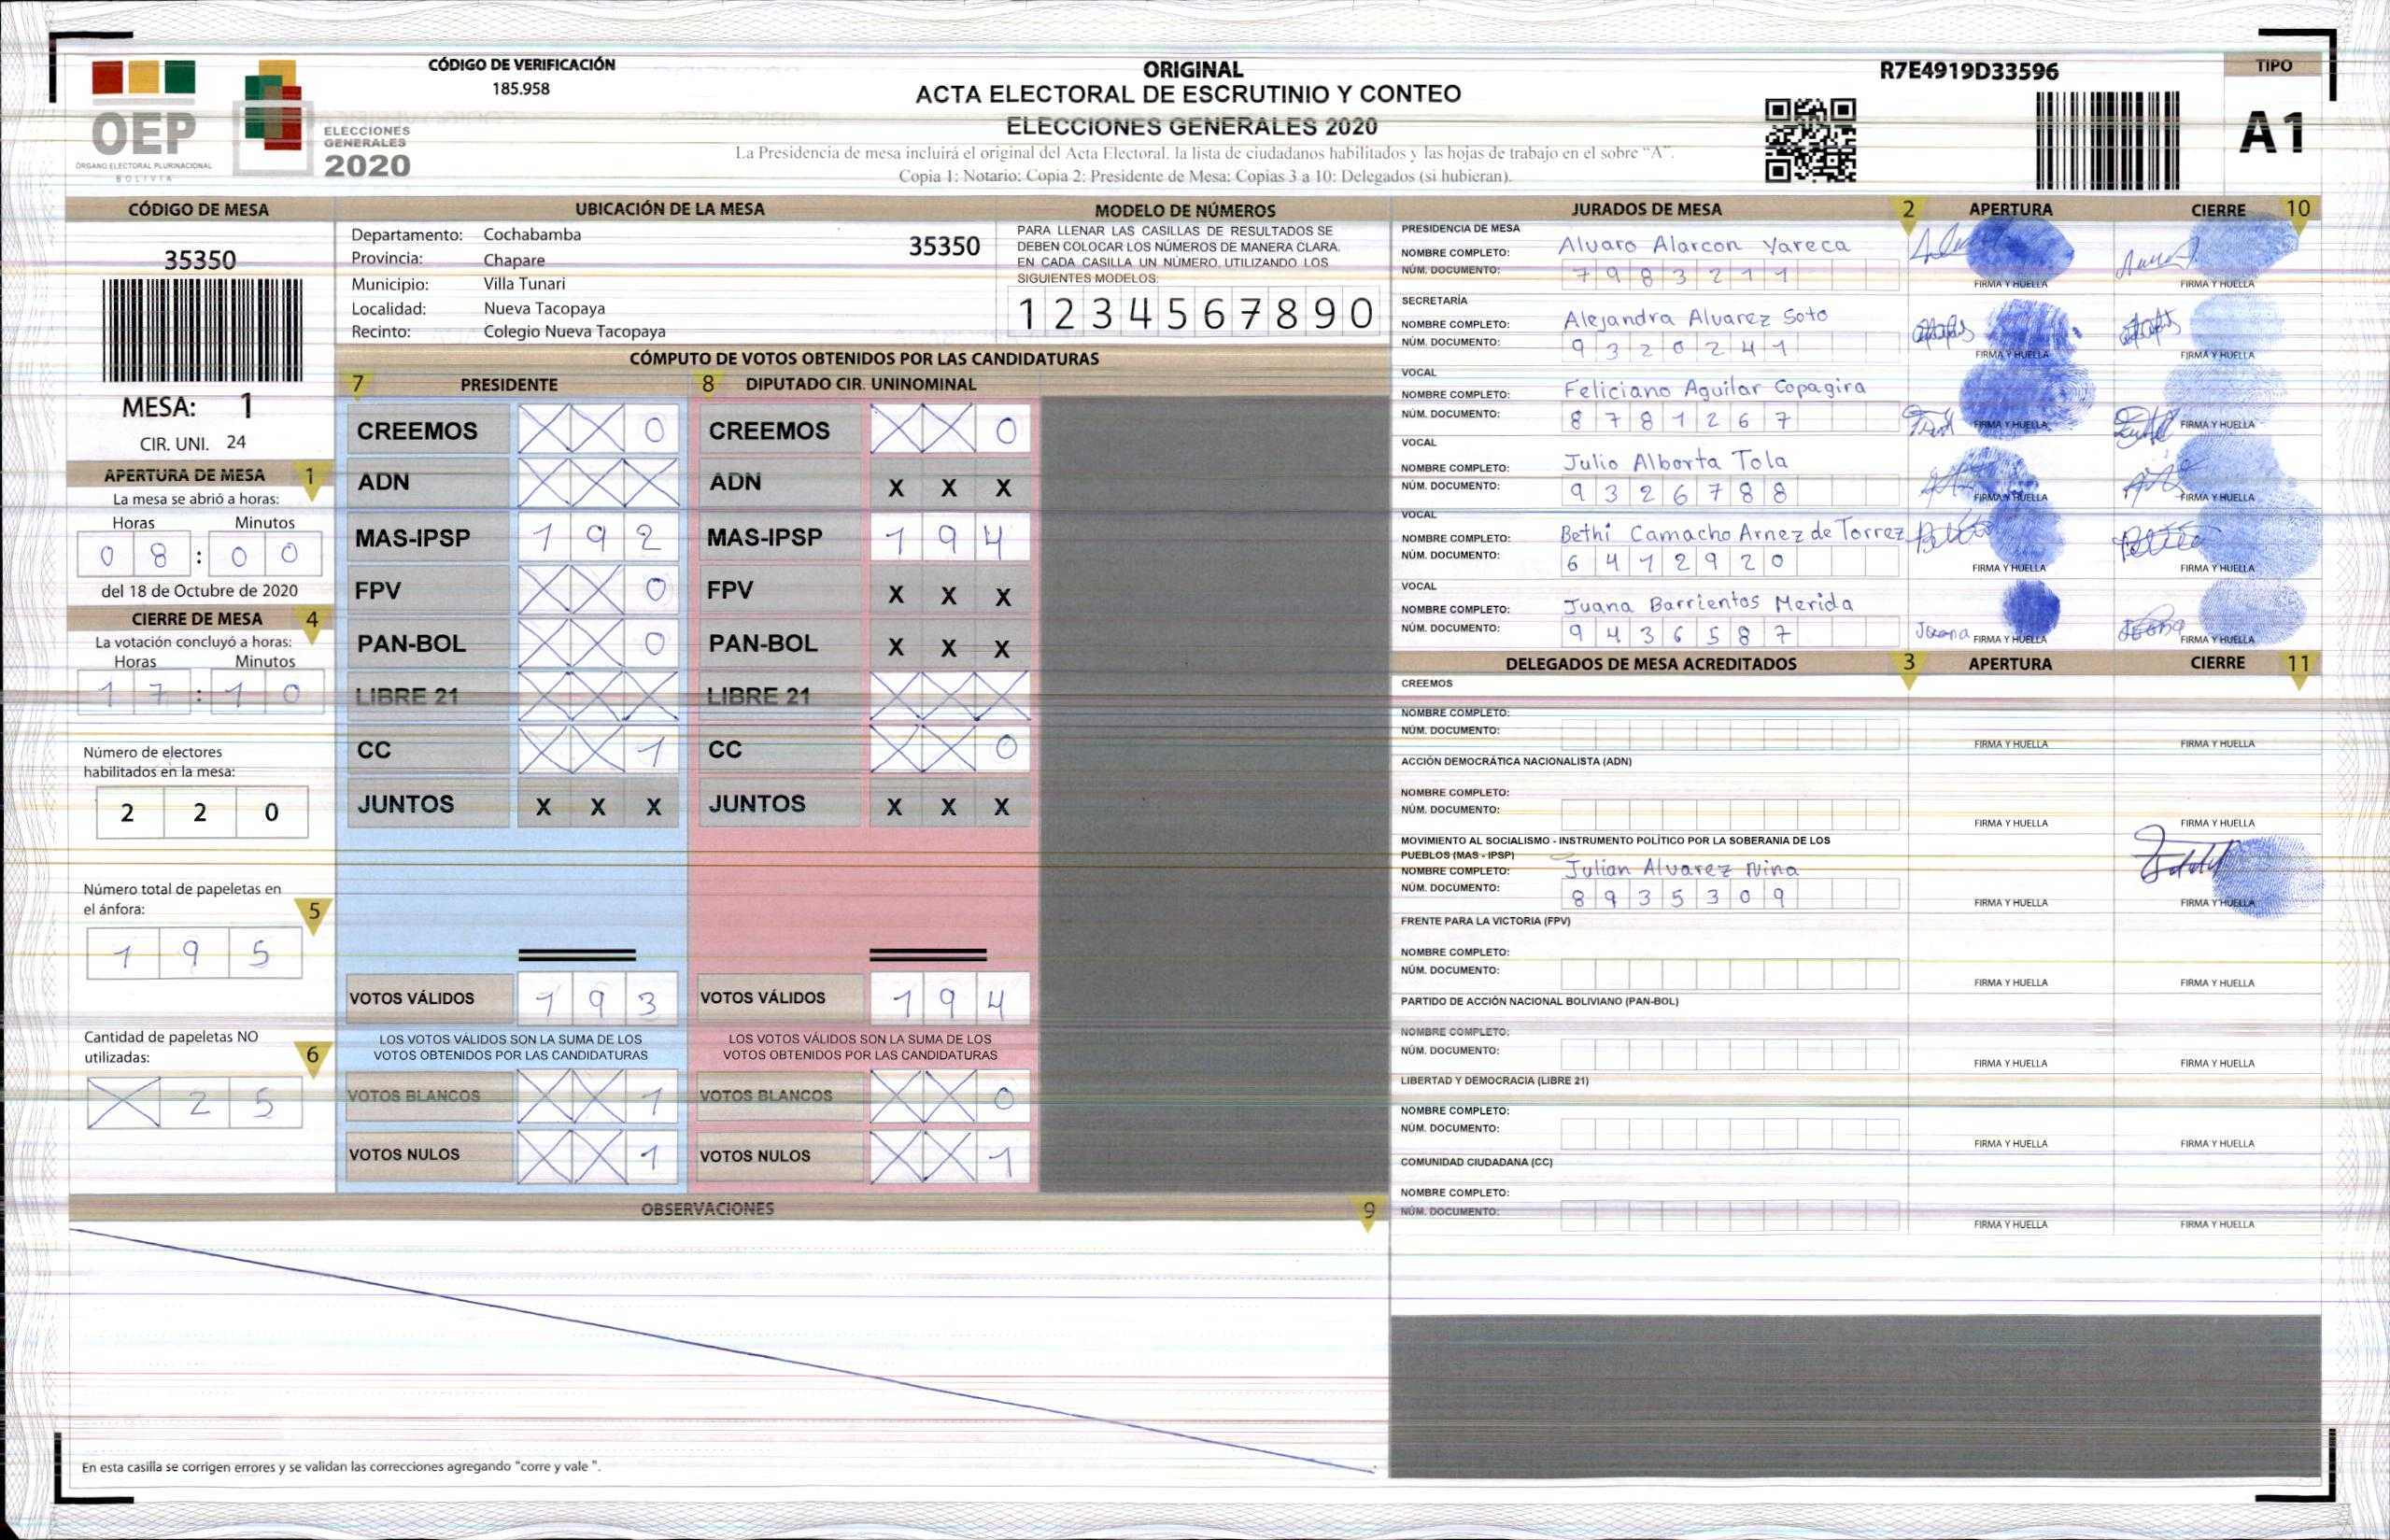 CÓDIGO DE VERIFICACIÓN
185.958
ORIGINAL
ACTA ELECTORAL DE ESCRUTINIO Y CONTEO
ELECCIONES GENERALES 2020
La Presidencia de mesa incluirá el original del Acta Electoral, la lista de ciudadanos habilitados y las hojas de trabajo en el sobre "A".
Copia 1: Notario; Copia 2: Presidente de Mesa; Copias 3 a 10: Delegados (si hubieran).
R7E4919D33596
TIPO
A1
OEP
ÓRGANO ELECTORAL PLURINACIONAL
BOLIVIA
ELECCIONES
GENERALES
2020
CÓDIGO DE MESA
35350
MESA: 1
CIR. UNI. 24
APERTURA DE MESA 1
La mesa se abrió a horas:
Horas Minutos
0 8 : 0 0
del 18 de Octubre de 2020
CIERRE DE MESA 4
La votación concluyó a horas:
Horas Minutos
1 7 : 1 0
Número de electores
habilitados en la mesa:
2 2 0
Número total de papeletas en
el ánfora: 5
1 9 5
Cantidad de papeletas NO
utilizadas: 6
X 2 5
UBICACIÓN DE LA MESA
Departamento: Cochabamba 35350
Provincia: Chapare
Municipio: Villa Tunari
Localidad: Nueva Tacopaya
Recinto: Colegio Nueva Tacopaya
MODELO DE NÚMEROS
PARA LLENAR LAS CASILLAS DE RESULTADOS SE
DEBEN COLOCAR LOS NÚMEROS DE MANERA CLARA.
EN CADA CASILLA UN NÚMERO, UTILIZANDO LOS
SIGUIENTES MODELOS:
1 2 3 4 5 6 7 8 9 0
CÓMPUTO DE VOTOS OBTENIDOS POR LAS CANDIDATURAS
7 PRESIDENTE 8 DIPUTADO CIR. UNINOMINAL
CREEMOS X X 0 CREEMOS X X 0
ADN X X X ADN X X X
MAS-IPSP 1 9 2 MAS-IPSP 1 9 4
FPV X X 0 FPV X X X
PAN-BOL X X 0 PAN-BOL X X X
LIBRE 21 X X X LIBRE 21 X X X
CC X X 1 CC X X 0
JUNTOS X X X JUNTOS X X X
VOTOS VÁLIDOS 1 9 3 VOTOS VÁLIDOS 1 9 4
LOS VOTOS VÁLIDOS SON LA SUMA DE LOS LOS VOTOS VÁLIDOS SON LA SUMA DE LOS
VOTOS OBTENIDOS POR LAS CANDIDATURAS VOTOS OBTENIDOS POR LAS CANDIDATURAS
VOTOS BLANCOS X X 1 VOTOS BLANCOS X X 0
VOTOS NULOS X X 1 VOTOS NULOS X X 1
OBSERVACIONES 9
En esta casilla se corrigen errores y se validan las correcciones agregando "corre y vale ".
JURADOS DE MESA 2 APERTURA CIERRE 10
PRESIDENCIA DE MESA
NOMBRE COMPLETO: Alvaro Alarcon Yareca
NÚM. DOCUMENTO: 7 9 8 3 2 1 1
FIRMA Y HUELLA FIRMA Y HUELLA
SECRETARÍA
NOMBRE COMPLETO: Alejandra Alvarez Soto
NÚM. DOCUMENTO: 9 3 2 0 2 4 1
FIRMA Y HUELLA FIRMA Y HUELLA
VOCAL
NOMBRE COMPLETO: Feliciano Aguilar Copagira
NÚM. DOCUMENTO: 8 7 8 1 2 6 7
FIRMA Y HUELLA FIRMA Y HUELLA
VOCAL
NOMBRE COMPLETO: Julio Alborta Tola
NÚM. DOCUMENTO: 9 3 2 6 7 8 8
FIRMA Y HUELLA FIRMA Y HUELLA
VOCAL
NOMBRE COMPLETO: Bethi Camacho Arnez de Torrez
NÚM. DOCUMENTO: 6 4 1 2 9 2 0
FIRMA Y HUELLA FIRMA Y HUELLA
VOCAL
NOMBRE COMPLETO: Juana Barrientos Merida
NÚM. DOCUMENTO: 9 4 3 6 5 8 7
Juana FIRMA Y HUELLA FIRMA Y HUELLA
DELEGADOS DE MESA ACREDITADOS 3 APERTURA CIERRE 11
CREEMOS
NOMBRE COMPLETO:
NÚM. DOCUMENTO:
FIRMA Y HUELLA FIRMA Y HUELLA
ACCIÓN DEMOCRÁTICA NACIONALISTA (ADN)
NOMBRE COMPLETO:
NÚM. DOCUMENTO:
FIRMA Y HUELLA FIRMA Y HUELLA
MOVIMIENTO AL SOCIALISMO - INSTRUMENTO POLÍTICO POR LA SOBERANIA DE LOS
PUEBLOS (MAS - IPSP)
NOMBRE COMPLETO: Julian Alvarez Nina
NÚM. DOCUMENTO: 8 9 3 5 3 0 9
FIRMA Y HUELLA FIRMA Y HUELLA
FRENTE PARA LA VICTORIA (FPV)
NOMBRE COMPLETO:
NÚM. DOCUMENTO:
FIRMA Y HUELLA FIRMA Y HUELLA
PARTIDO DE ACCIÓN NACIONAL BOLIVIANO (PAN-BOL)
NOMBRE COMPLETO:
NÚM. DOCUMENTO:
FIRMA Y HUELLA FIRMA Y HUELLA
LIBERTAD Y DEMOCRACIA (LIBRE 21)
NOMBRE COMPLETO:
NÚM. DOCUMENTO:
FIRMA Y HUELLA FIRMA Y HUELLA
COMUNIDAD CIUDADANA (CC)
NOMBRE COMPLETO:
NÚM. DOCUMENTO:
FIRMA Y HUELLA FIRMA Y HUELLA